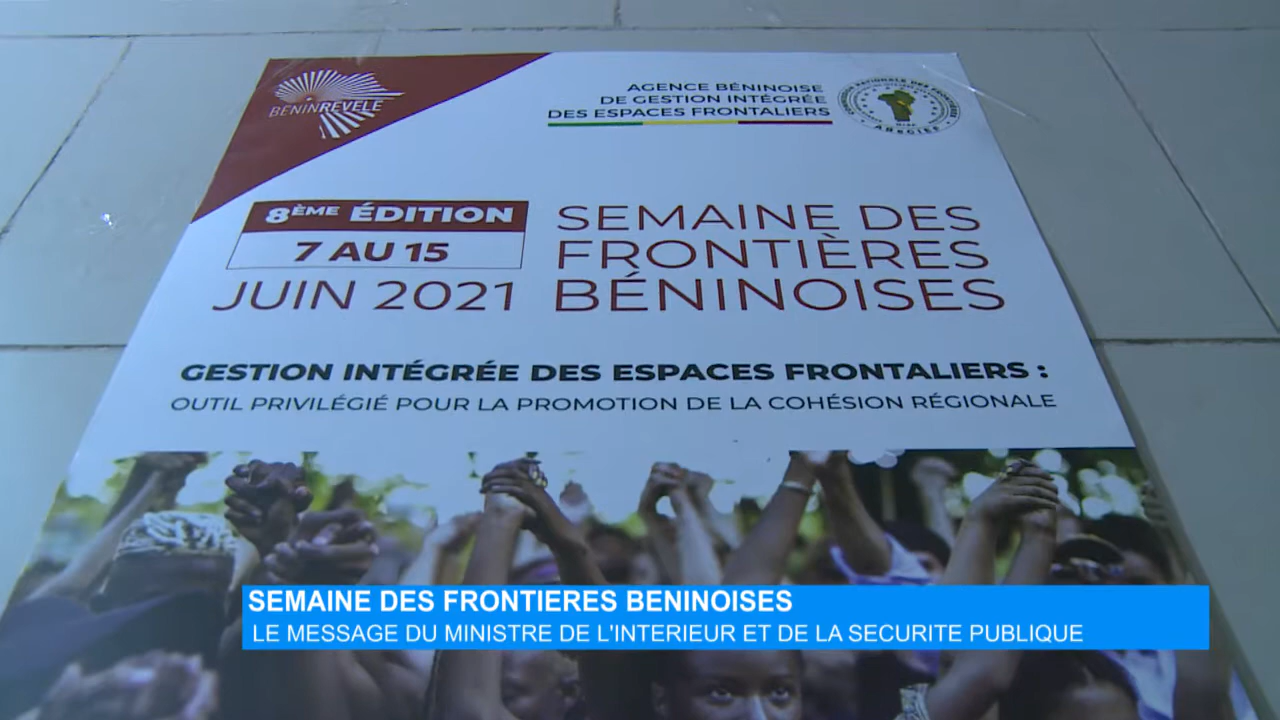 BÉNINRÉVÉLÉ
AGENCE BÉNINOISE
DE GESTION INTÉGRÉE
DES ESPACES FRONTALIERS
ABEGIEF
8ÈME ÉDITION
7 AU 15
JUIN 2021
SEMAINE DES
FRONTIÈRES
BÉNINOISES
GESTION INTÉGRÉE DES ESPACES FRONTALIERS :
OUTIL PRIVILÉGIÉ POUR LA PROMOTION DE LA COHÉSION RÉGIONALE
SEMAINE DES FRONTIERES BENINOISES
LE MESSAGE DU MINISTRE DE L'INTERIEUR ET DE LA SECURITE PUBLIQUE